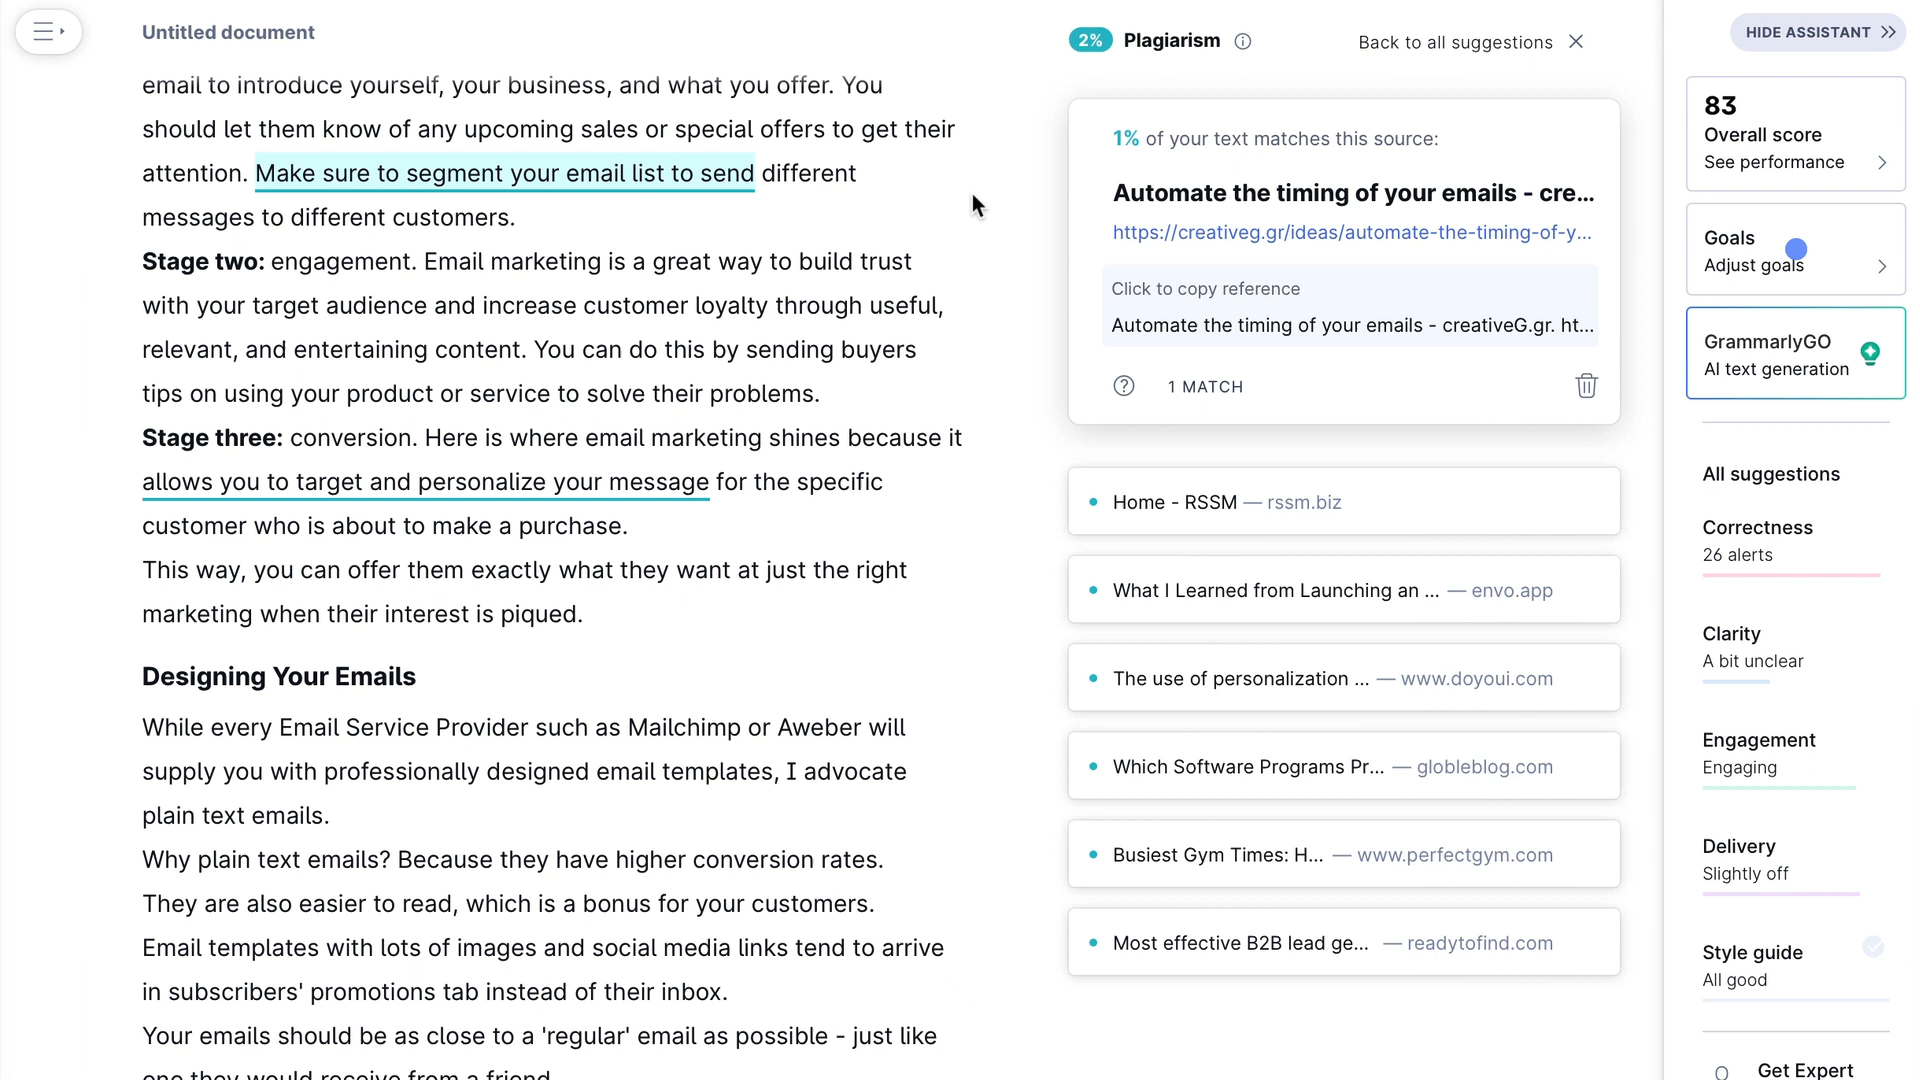 Untitled document
email to introduce yourself, your business, and what you offer. You
should let them know of any upcoming sales or special offers to get their
attention. Make sure to segment your email list to send different
messages to different customers.
Stage two: engagement. Email marketing is a great way to build trust
with your target audience and increase customer loyalty through useful,
relevant, and entertaining content. You can do this by sending buyers
tips on using your product or service to solve their problems.
Stage three: conversion. Here is where email marketing shines because it
allows you to target and personalize your message for the specific
customer who is about to make a purchase.
This way, you can offer them exactly what they want at just the right
marketing when their interest is piqued.
Designing Your Emails
While every Email Service Provider such as Mailchimp or Aweber will
supply you with professionally designed email templates, I advocate
plain text emails.
Why plain text emails? Because they have higher conversion rates.
They are also easier to read, which is a bonus for your customers.
Email templates with lots of images and social media links tend to arrive
in subscribers' promotions tab instead of their inbox.
Your emails should be as close to a 'regular' email as possible - just like
one they would receive from a friend.
2% Plagiarism
Back to all suggestions
1% of your text matches this source:
Automate the timing of your emails - cre...
https://creativeg.gr/ideas/automate-the-timing-of-y...
Click to copy reference
Automate the timing of your emails - creativeG.gr. ht...
1 MATCH
Home - RSSM — rssm.biz
What I Learned from Launching an ... — envo.app
The use of personalization ... — www.doyoui.com
Which Software Programs Pr... — globleblog.com
Busiest Gym Times: H... — www.perfectgym.com
Most effective B2B lead ge... — readytofind.com
HIDE ASSISTANT
83
Overall score
See performance
Goals
Adjust goals
GrammarlyGO
AI text generation
All suggestions
Correctness
26 alerts
Clarity
A bit unclear
Engagement
Engaging
Delivery
Slightly off
Style guide
All good
Get Expert